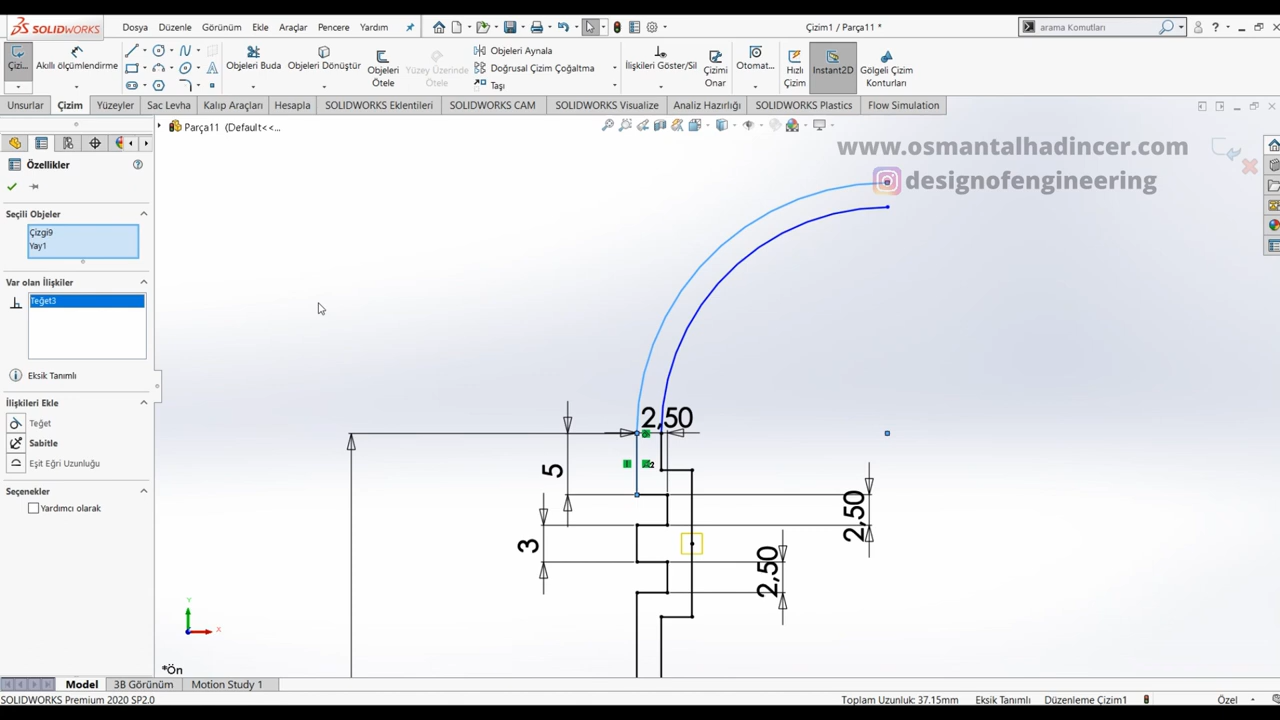 SOLIDWORKS
Dosya Düzenle Görünüm Ekle Araçlar Pencere Yardım
Çizim1 / Parça11 *
arama Komutları
Çizi...
Akıllı ölçümlendirme
Objeleri Buda
Objeleri Dönüştür
Objeleri Ötele
Yüzey Üzerinde Ötele
Objeleri Aynala
Doğrusal Çizim Çoğaltma
Taşı
İlişkileri Göster/Sil
Çizimi Onar
Otomat...
Hızlı Çizim
Instant2D
Gölgeli Çizim Konturları
Unsurlar Çizim Yüzeyler Sac Levha Kalıp Araçları Hesapla SOLIDWORKS Eklentileri SOLIDWORKS CAM SOLIDWORKS Visualize Analiz Hazırlığı SOLIDWORKS Plastics Flow Simulation
Parça11 (Default<<...
www.osmantalhadincer.com
designofengineering
Özellikler
Seçili Objeler
Çizgi9
Yay1
Var olan İlişkiler
Teğet3
Eksik Tanımlı
İlişkileri Ekle
Teğet
Sabitle
Eşit Eğri Uzunluğu
Seçenekler
Yardımcı olarak
2,50
5
2
3
2,50
2,50
Y
X
*Ön
Model 3B Görünüm Motion Study 1
SOLIDWORKS Premium 2020 SP2.0
Toplam Uzunluk: 37.15mm Eksik Tanımlı Düzenleme Çizim1 Özel